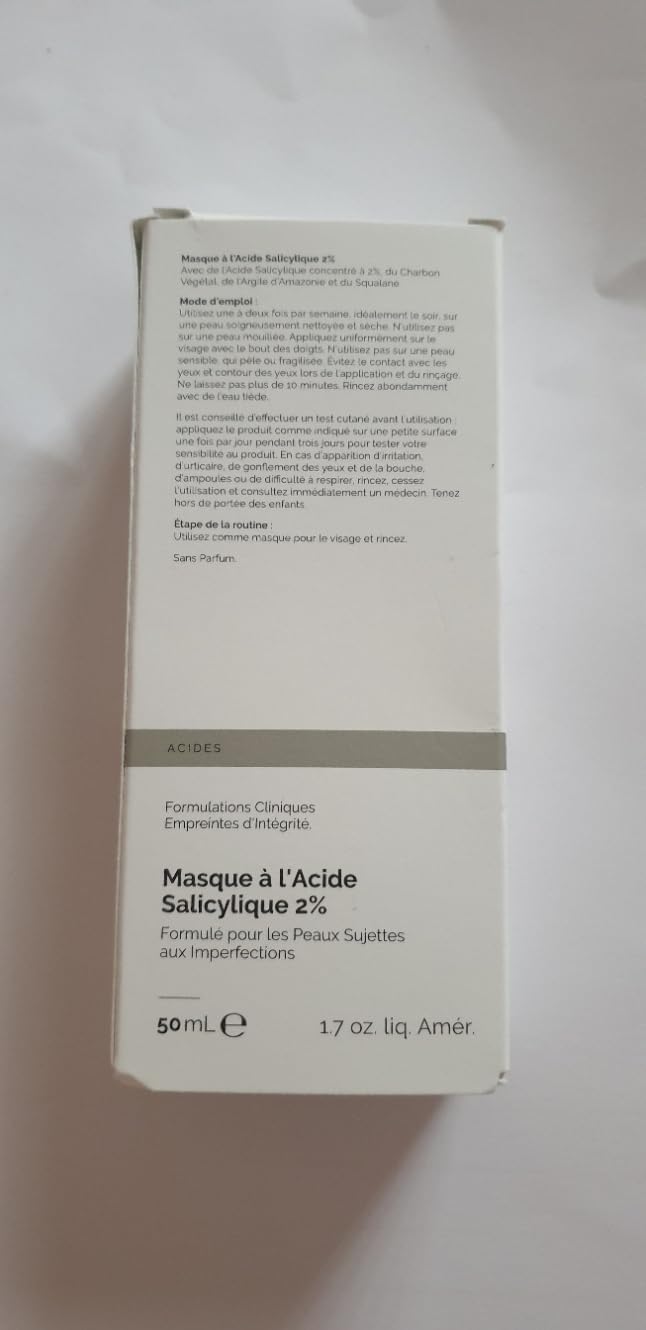 Masque à l'Acide Salicylique 2%
Avec de l'Acide Salicylique concentré à 2%, du Charbon
Végétal, de l'Argile d'Amazonie et du Squalane
Mode d'emploi :
Utilisez une à deux fois par semaine, idéalement le soir, sur
une peau soigneusement nettoyée et sèche. N'utilisez pas
sur une peau mouillée. Appliquez uniformément sur le
visage avec le bout des doigts. N'utilisez pas sur une peau
sensible, qui pèle ou fragilisée. Évitez le contact avec les
yeux et contour des yeux lors de l'application et du rinçage.
Ne laissez pas plus de 10 minutes. Rincez abondamment
avec de l'eau tiède.
Il est conseillé d'effectuer un test cutané avant l'utilisation :
appliquez le produit comme indiqué sur une petite surface
une fois par jour pendant trois jours pour tester votre
sensibilité au produit. En cas d'apparition d'irritation,
d'urticaire, de gonflement des yeux et de la bouche,
d'ampoules ou de difficulté à respirer, rincez, cessez
l'utilisation et consultez immédiatement un médecin. Tenez
hors de portée des enfants.
Étape de la routine :
Utilisez comme masque pour le visage et rincez.
Sans Parfum.
ACIDES
Formulations Cliniques
Empreintes d'Intégrité.
Masque à l'Acide
Salicylique 2%
Formulé pour les Peaux Sujettes
aux Imperfections
50 mL ℮ 1.7 oz. liq. Amér.